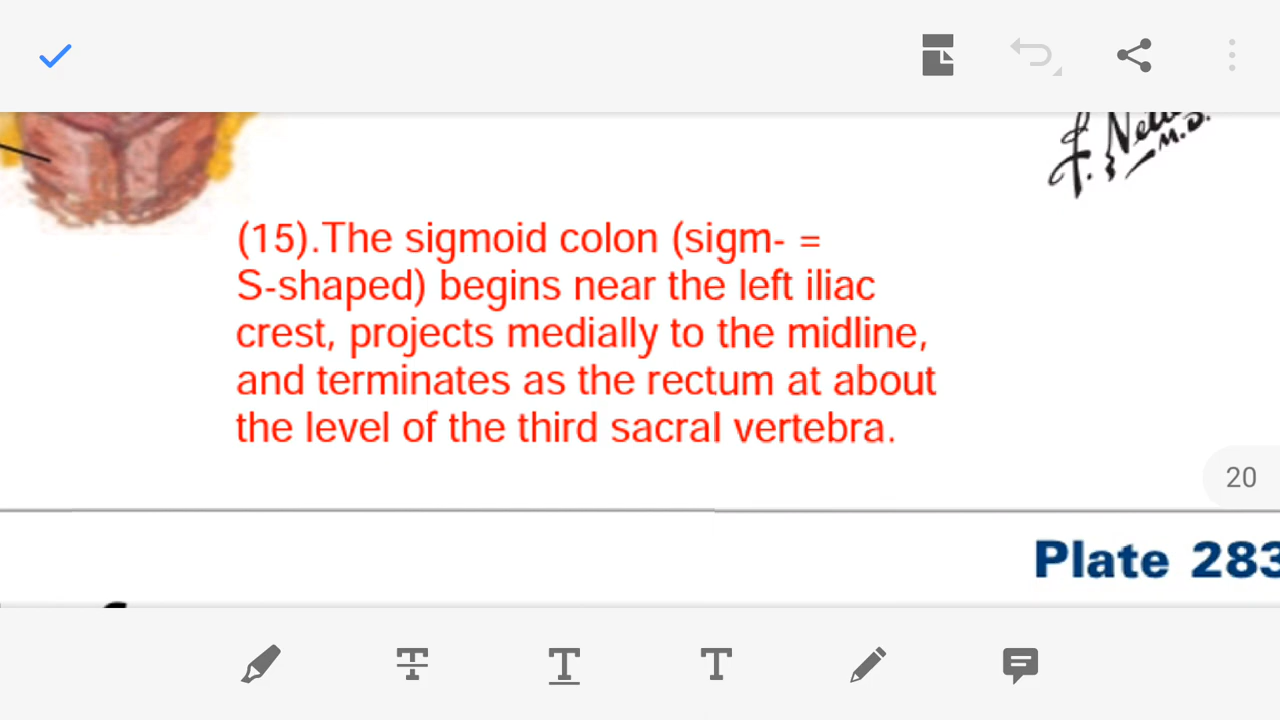 M.D.
(15).The sigmoid colon (sigm- =
S-shaped) begins near the left iliac
crest, projects medially to the midline,
and terminates as the rectum at about
the level of the third sacral vertebra.
20
Plate 283